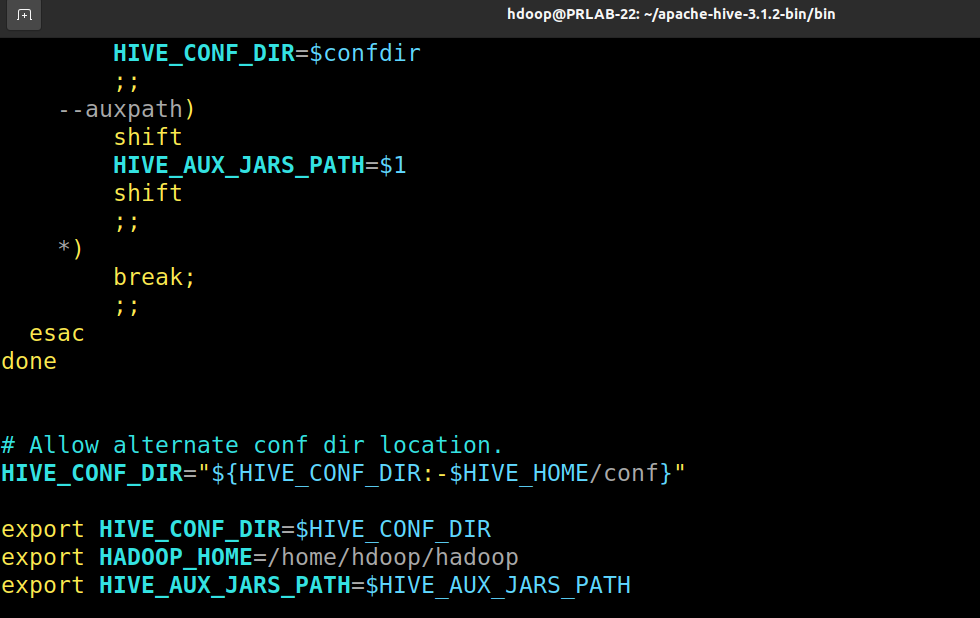 hdoop@PRLAB-22: ~/apache-hive-3.1.2-bin/bin
        HIVE_CONF_DIR=$confdir
        ;;
    --auxpath)
        shift
        HIVE_AUX_JARS_PATH=$1
        shift
        ;;
    *)
        break;
        ;;
  esac
done
# Allow alternate conf dir location.
HIVE_CONF_DIR="${HIVE_CONF_DIR:-$HIVE_HOME/conf}"
export HIVE_CONF_DIR=$HIVE_CONF_DIR
export HADOOP_HOME=/home/hdoop/hadoop
export HIVE_AUX_JARS_PATH=$HIVE_AUX_JARS_PATH